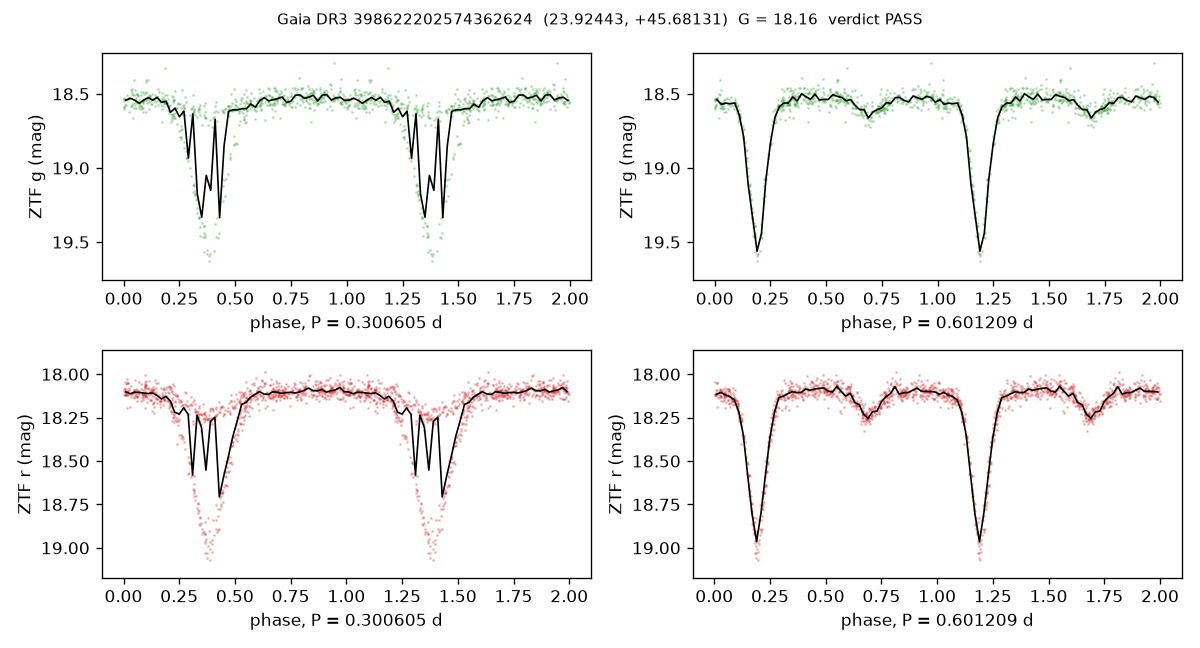 Gaia DR3 398622202574362624 (23.92443, +45.68131) G = 18.16 verdict PASS
ZTF g (mag)
18.5
19.0
19.5
0.00 0.25 0.50 0.75 1.00 1.25 1.50 1.75 2.00
phase, P = 0.300605 d
ZTF g (mag)
18.5
19.0
19.5
0.00 0.25 0.50 0.75 1.00 1.25 1.50 1.75 2.00
phase, P = 0.601209 d
ZTF r (mag)
18.00
18.25
18.50
18.75
19.00
0.00 0.25 0.50 0.75 1.00 1.25 1.50 1.75 2.00
phase, P = 0.300605 d
ZTF r (mag)
18.00
18.25
18.50
18.75
19.00
0.00 0.25 0.50 0.75 1.00 1.25 1.50 1.75 2.00
phase, P = 0.601209 d